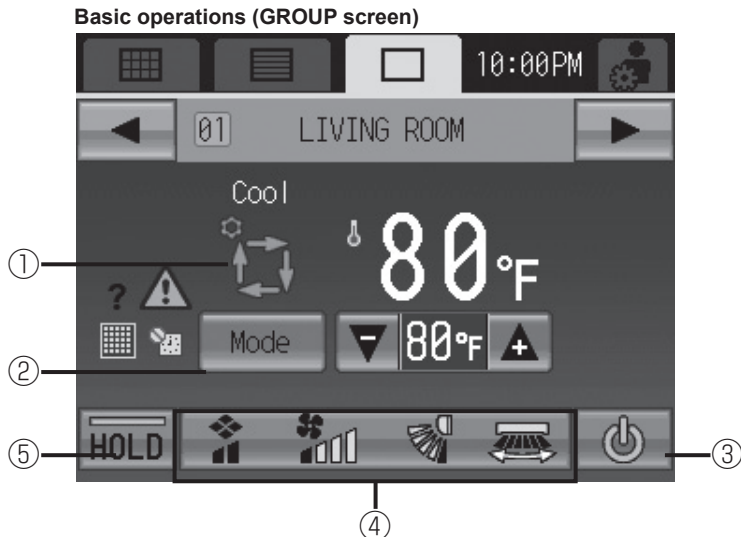 Basic operations (GROUP screen)
10:00PM
01 LIVING ROOM
Cool
80°F
①
?
Mode
80°F
②
HOLD
⑤
③
④